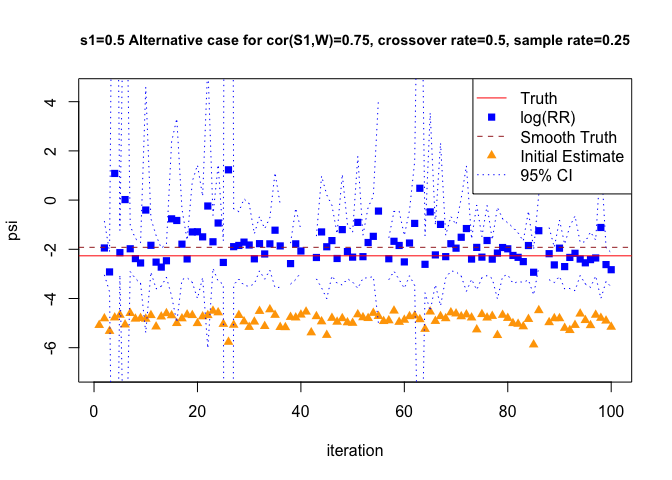 s1=0.5 Alternative case for cor(S1,W)=0.75, crossover rate=0.5, sample rate=0.25
Truth
log(RR)
Smooth Truth
Initial Estimate
95% CI
psi
4
2
0
-2
-4
-6
0 20 40 60 80 100
iteration